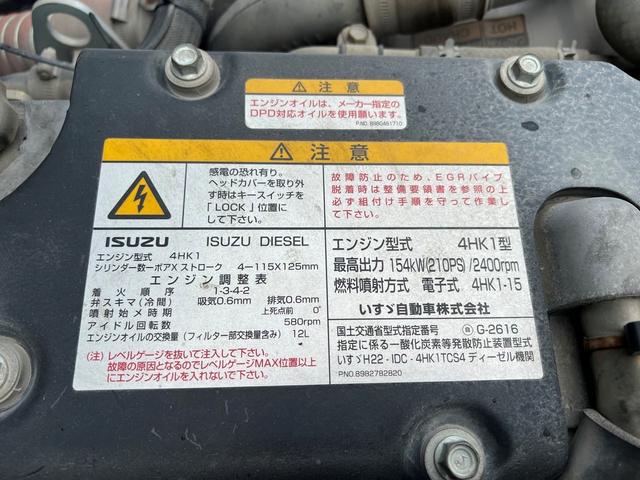 HOT
⚠ 注意
エンジンオイルは、メーカー指定の
DPD対応オイルを使用願います。
P.NO. 8980481710
⚠ 注意
感電の恐れ有り。
ヘッドカバーを取り外
す時はキースイッチを
「LOCK」位置に
して下さい。
故障防止のため、EGRパイプ
脱着時は整備要領書を参照の上
必ず組付け手順を守って作業し
て下さい。
ISUZU ISUZU DIESEL
エンジン型式 4HK1
シリンダー数ーボアX ストローク 4ー115X125mm
エンジン調整表
着火順序 1-3-4-2
弁スキマ(冷間) 吸気0.6mm 排気0.6mm
噴射始メ時期 上死点前 0°
アイドル回転数 580rpm
エンジンオイルの交換量(フィルター部交換量含み) 12L
(注)レベルゲージを抜いて注入して下さい。
故障の原因となるのでレベルゲージMAX位置以上
にエンジンオイルを入れないで下さい。
エンジン型式 4HK1型
最高出力 154kW(210PS)/2400rpm
燃料噴射方式 電子式 4HK1-15
いすゞ自動車株式会社
国土交通省型式指定番号 G-2616
指定に係る一酸化炭素等発散防止装置型式
いすゞH22-IDC-4HK1TCS4 ディーゼル機関
P.NO.8982782820